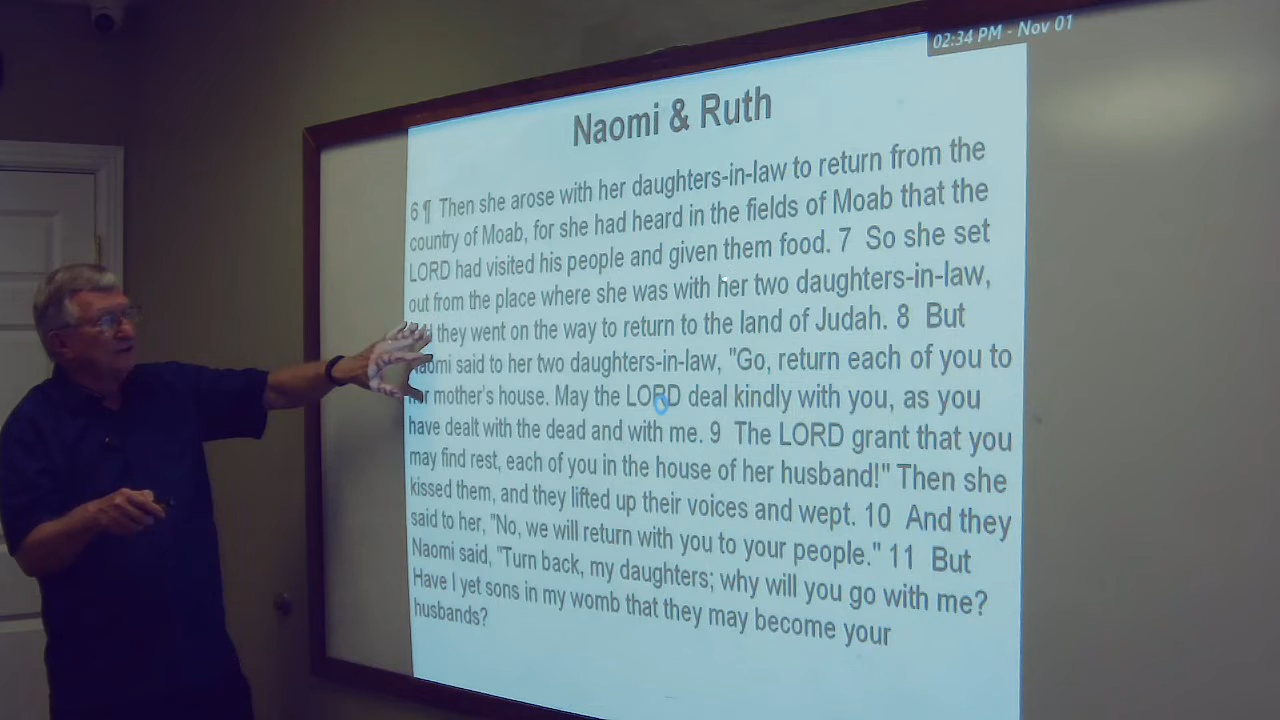 02:34 PM - Nov 01
Naomi & Ruth
6 ¶ Then she arose with her daughters-in-law to return from the
country of Moab, for she had heard in the fields of Moab that the
LORD had visited his people and given them food. 7 So she set
out from the place where she was with her two daughters-in-law,
they went on the way to return to the land of Judah. 8 But
said to her two daughters-in-law, "Go, return each of you to
mother's house. May the LORD deal kindly with you, as you
have dealt with the dead and with me. 9 The LORD grant that you
may find rest, each of you in the house of her husband!" Then she
kissed them, and they lifted up their voices and wept. 10 And they
said to her, "No, we will return with you to your people." 11 But
Naomi said, "Turn back, my daughters; why will you go with me?
Have I yet sons in my womb that they may become your
husbands?